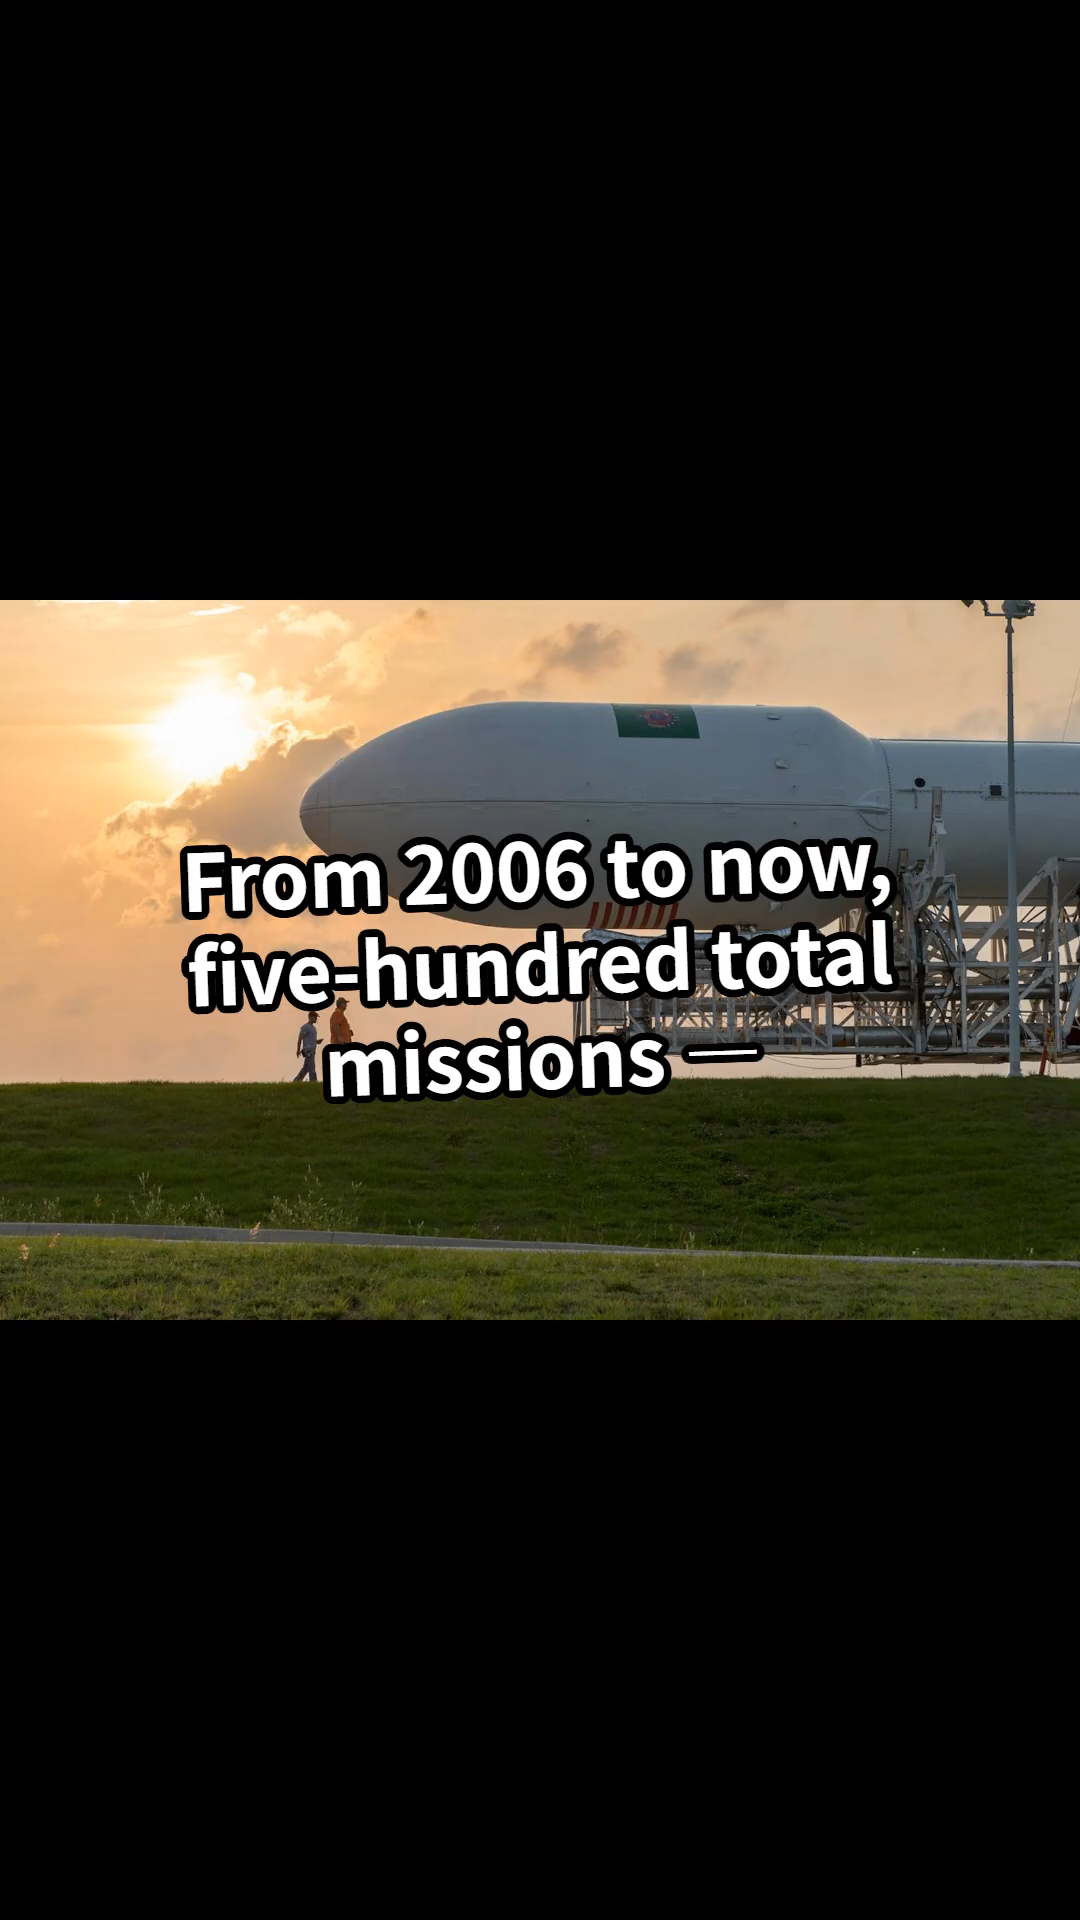 From 2006 to now,
five-hundred total
missions —